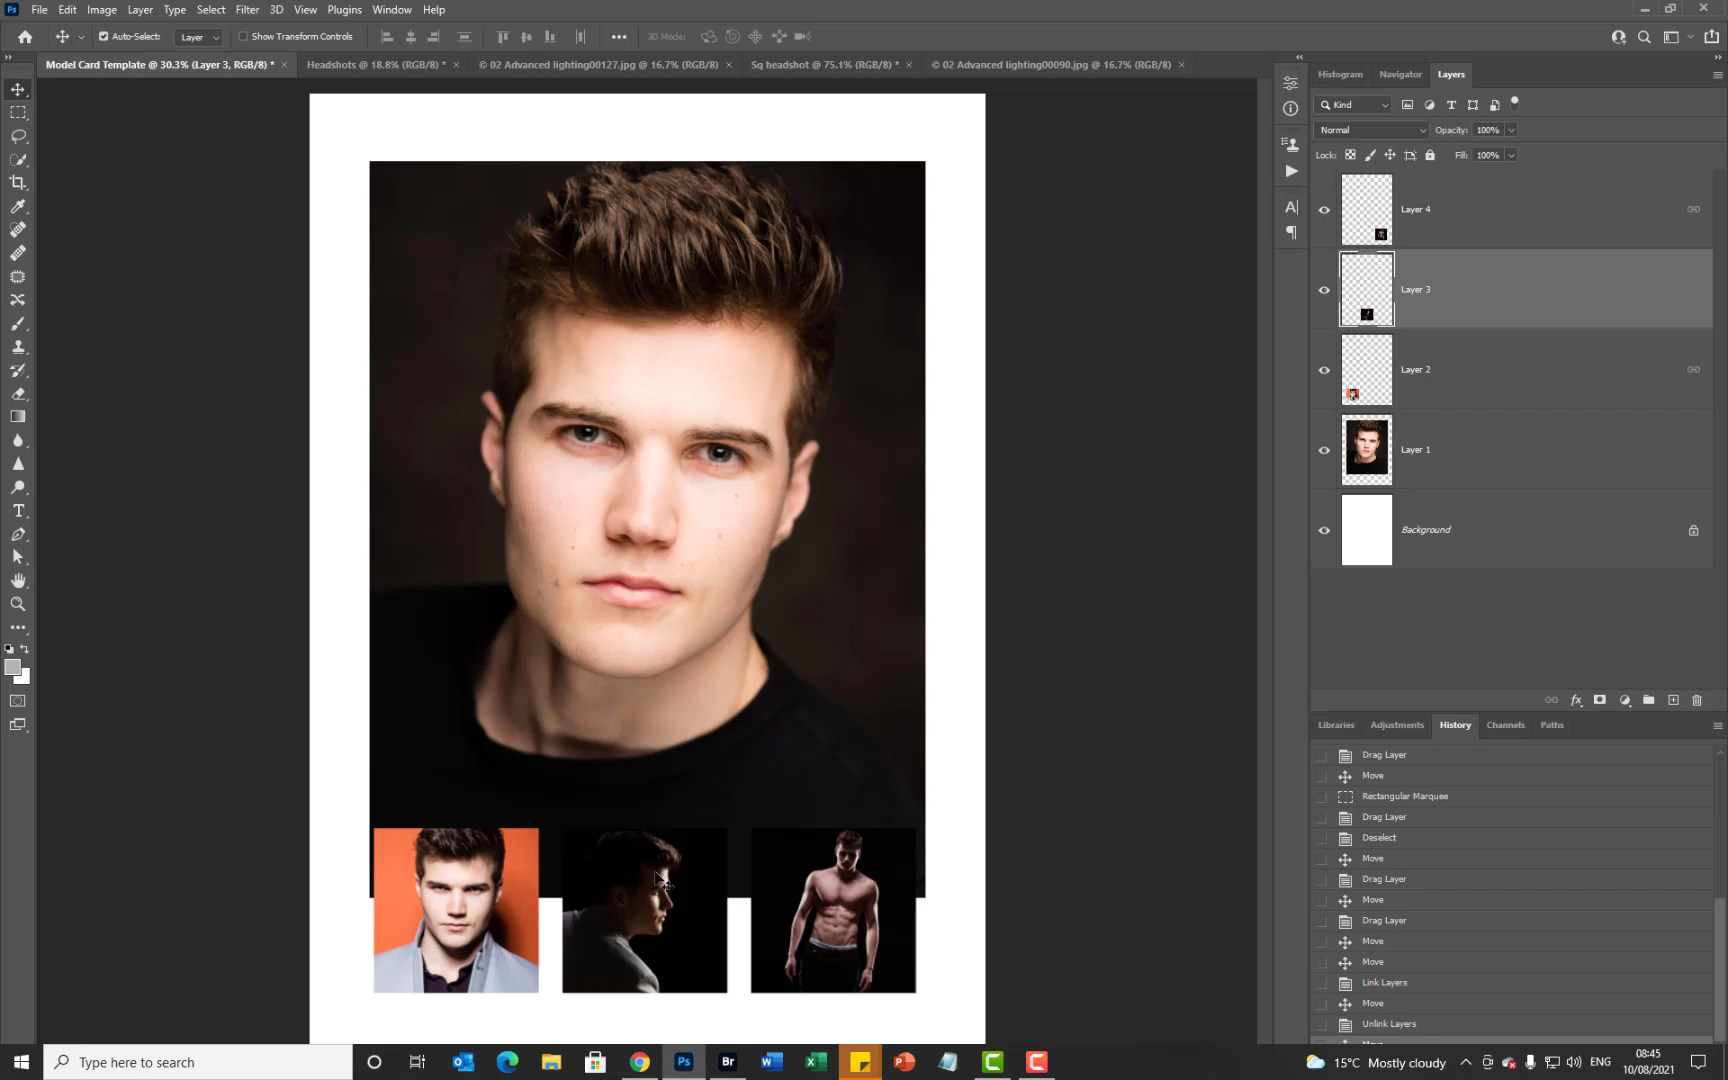 Ps File Edit Image Layer Type Select Filter 3D View Plugins Window Help
Auto-Select: Layer Show Transform Controls 3D Mode:
Model Card Template @ 30.3% (Layer 3, RGB/8) * Headshots @ 18.8% (RGB/8) * © 02 Advanced lighting00127.jpg @ 16.7% (RGB/8) Sq headshot @ 75.1% (RGB/8) * © 02 Advanced lighting00090.jpg @ 16.7% (RGB/8)
Histogram Navigator Layers
Kind
Normal Opacity: 100%
Lock: Fill: 100%
Layer 4
Layer 3
Layer 2
Layer 1
Background
Libraries Adjustments History Channels Paths
Drag Layer
Move
Rectangular Marquee
Drag Layer
Deselect
Move
Drag Layer
Move
Drag Layer
Move
Move
Link Layers
Move
Unlink Layers
Type here to search
Ps Br
15°C Mostly cloudy ENG 08:45
10/08/2021